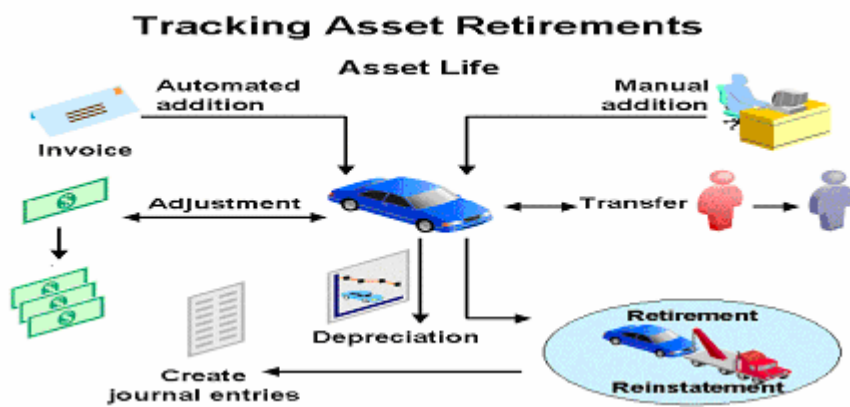 Tracking Asset Retirements
Asset Life
Automated
addition
Manual
addition
Invoice
Adjustment
Transfer
Depreciation
Retirement
Reinstatement
Create
journal entries